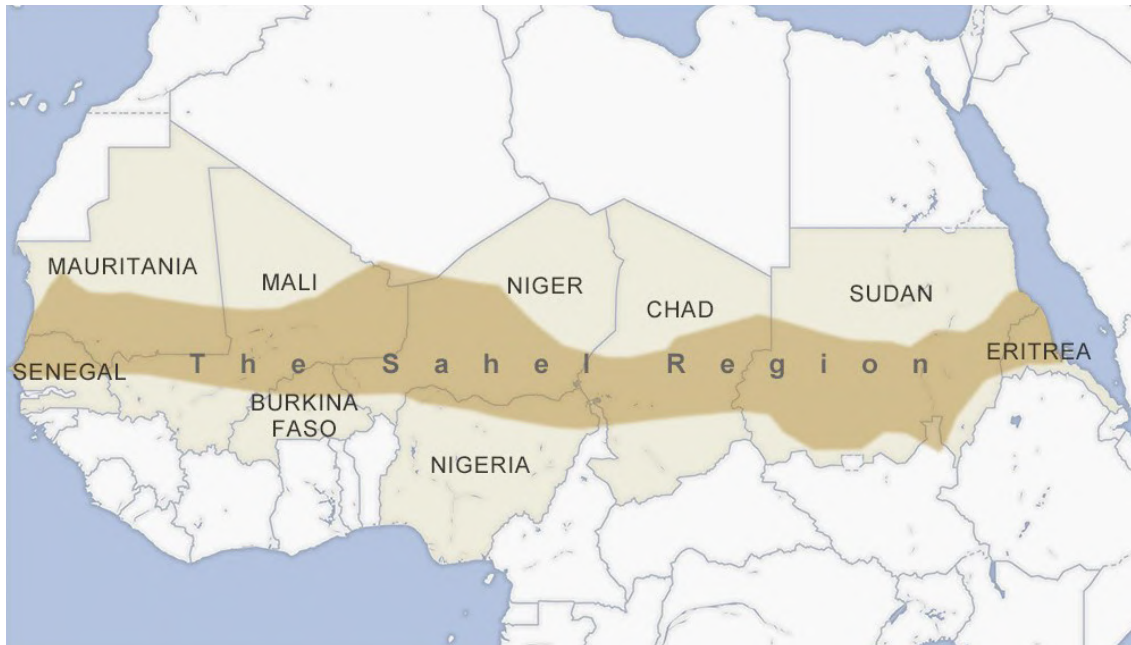 MAURITANIA
MALI
NIGER
CHAD
SUDAN
The Sahel Region
SENEGAL
ERITREA
BURKINA
FASO
NIGERIA